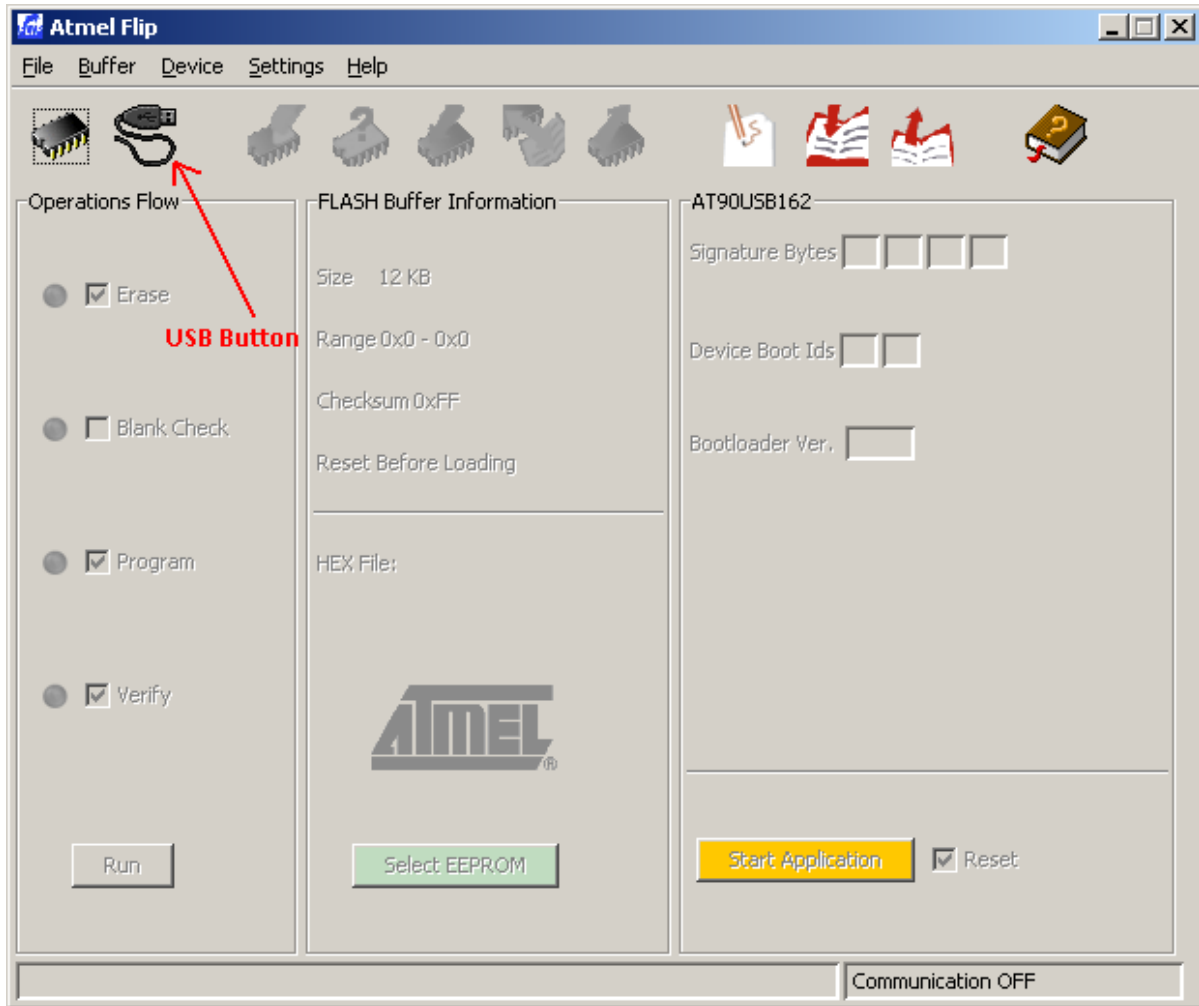 Atmel Flip
File Buffer Device Settings Help
Operations Flow
Erase
USB Button
Blank Check
Program
Verify
Run
FLASH Buffer Information
Size 12 KB
Range 0x0 - 0x0
Checksum 0xFF
Reset Before Loading
HEX File:
ATMEL
®
Select EEPROM
AT90USB162
Signature Bytes
Device Boot Ids
Bootloader Ver.
Start Application
Reset
Communication OFF